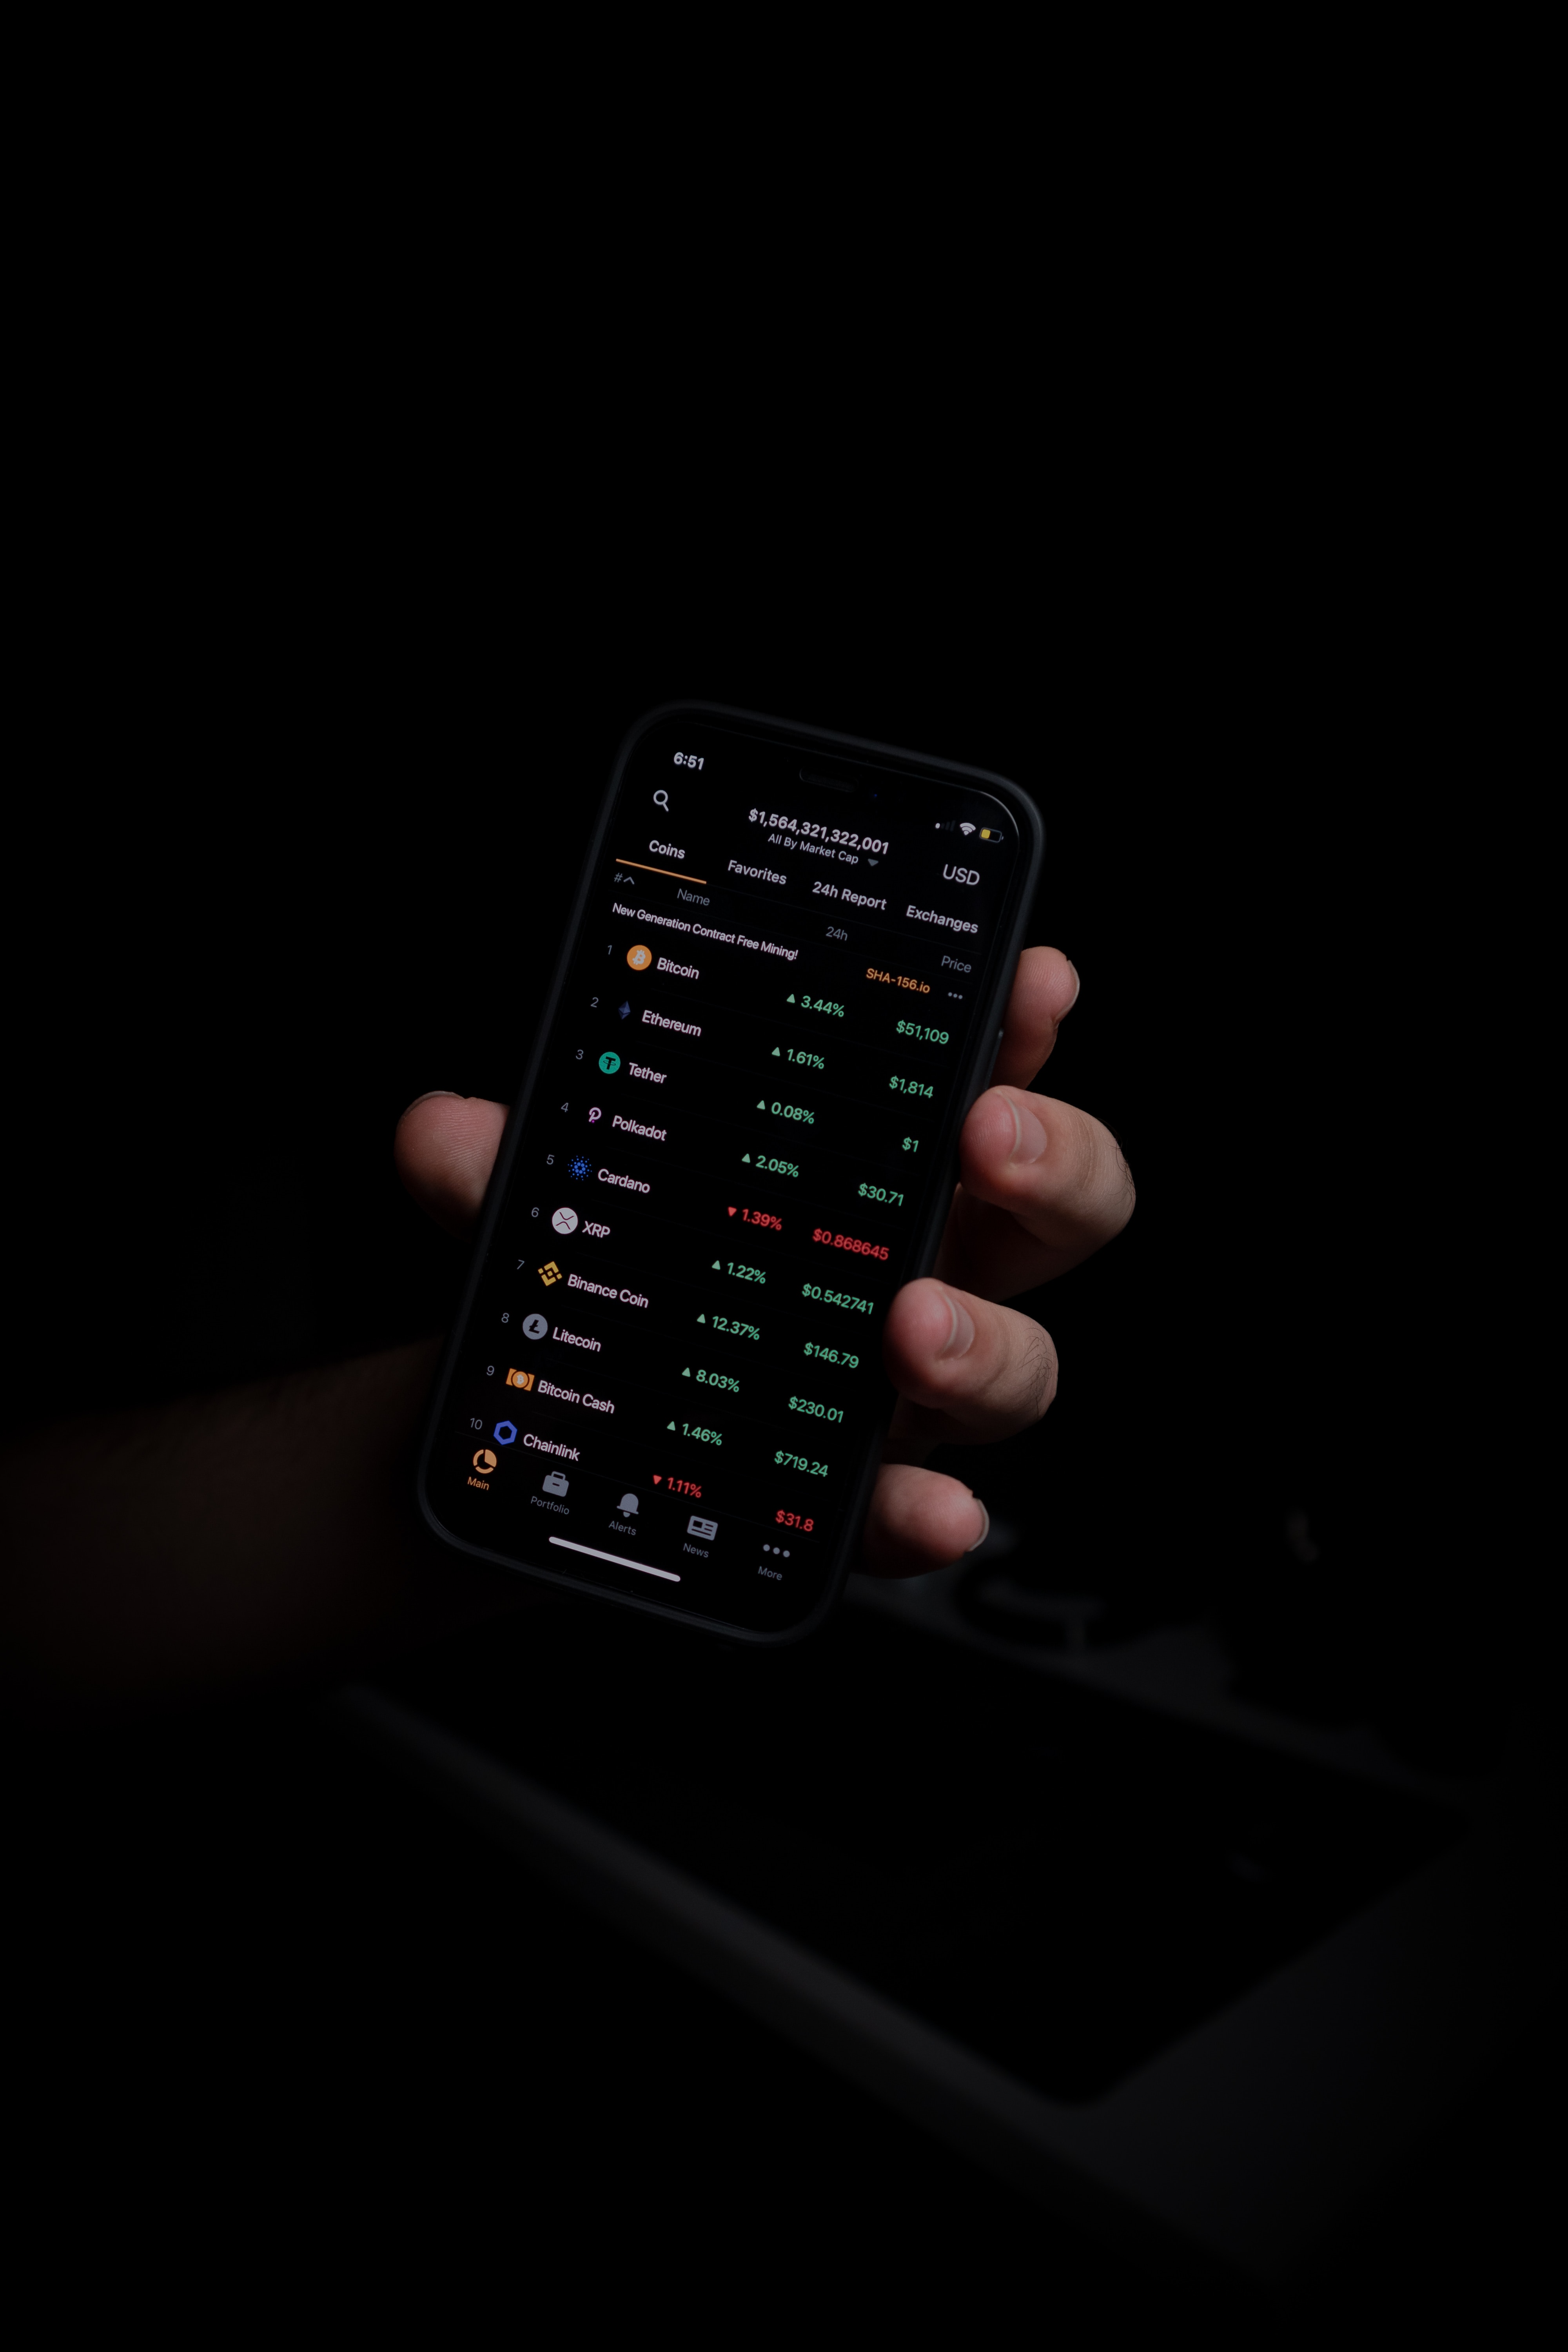 6:51
$1,564,321,322,001
All By Market Cap
USD
Coins Favorites 24h Report Exchanges
# Name 24h Price
New Generation Contract Free Mining! SHA-156.io
1 Bitcoin 3.44% $51,109
2 Ethereum 1.61% $1,814
3 Tether 0.08% $1
4 Polkadot 2.05% $30.71
5 Cardano 1.39% $0.868645
6 XRP 1.22% $0.542741
7 Binance Coin 12.37% $146.79
8 Litecoin 8.03% $230.01
9 Bitcoin Cash 1.46% $719.24
10 Chainlink 1.11% $31.8
Main Portfolio Alerts News More